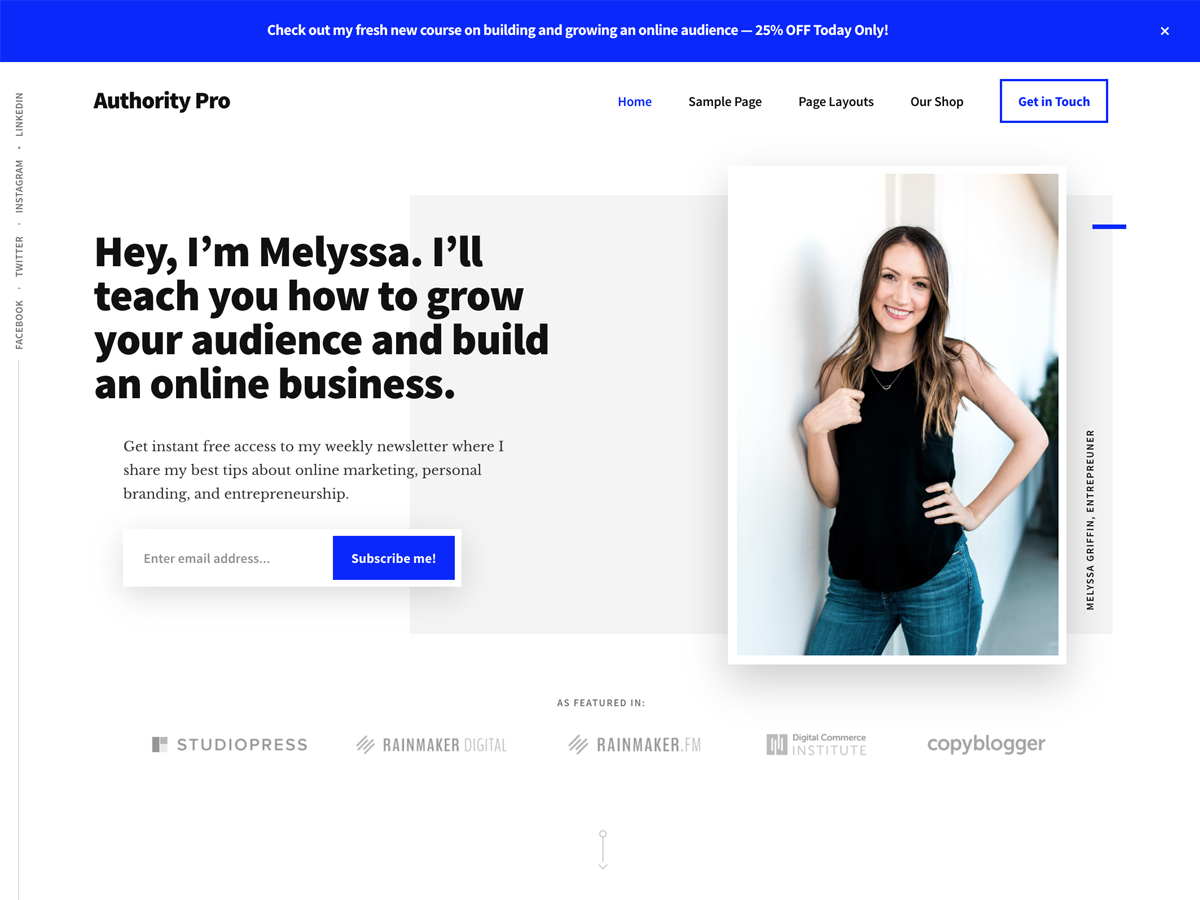 Check out my fresh new course on building and growing an online audience — 25% OFF Today Only!
×
Authority Pro
Home
Sample Page
Page Layouts
Our Shop
Get in Touch
FACEBOOK · TWITTER · INSTAGRAM · LINKEDIN
Hey, I’m Melyssa. I’ll
teach you how to grow
your audience and build
an online business.
Get instant free access to my weekly newsletter where I
share my best tips about online marketing, personal
branding, and entrepreneurship.
Enter email address...
Subscribe me!
MELYSSA GRIFFIN, ENTREPREUNER
AS FEATURED IN:
STUDIOPRESS
RAINMAKER DIGITAL
RAINMAKER.FM
Digital Commerce
INSTITUTE
copyblogger